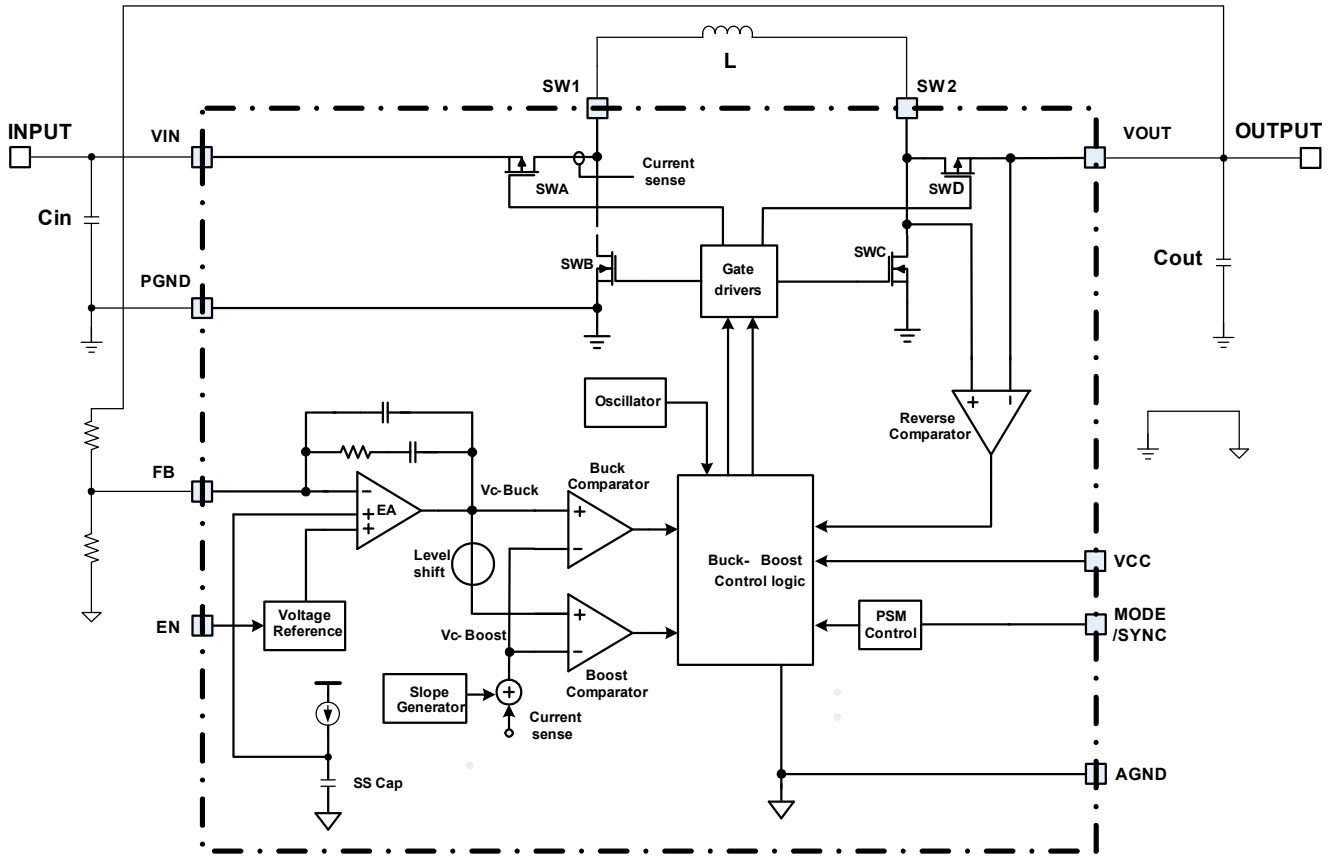 L
SW1
SW2
INPUT
VIN
VOUT
OUTPUT
SWA
Current
sense
SWD
Cin
PGND
SWB
Gate
drivers
SWC
Cout
Oscillator
+
−
Reverse
Comparator
FB
−
EA
+
+
Vc-Buck
Buck
Comparator
+
−
Level
shift
Buck- Boost
Control logic
VCC
EN
Voltage
Reference
Vc-Boost
+
−
PSM
Control
MODE
/SYNC
Boost
Comparator
Slope
Generator
+
Current
sense
SS Cap
AGND